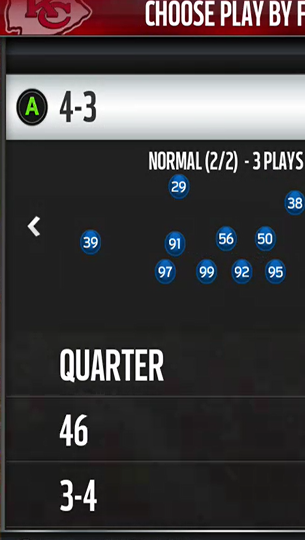 KC
CHOOSE PLAY BY F
A 4-3
NORMAL (2/2) - 3 PLAYS
29
38
39 91 56 50
97 99 92 95
QUARTER
46
3-4